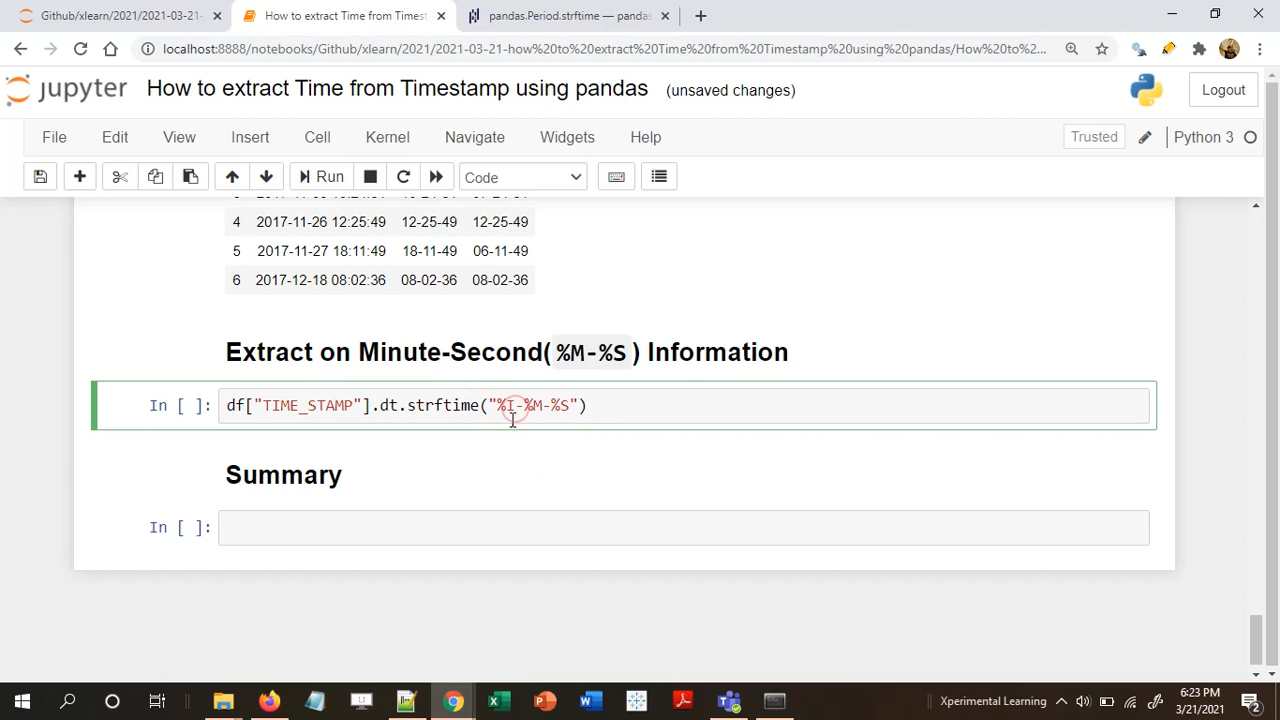 Github/xlearn/2021/2021-03-21-
How to extract Time from Timest
pandas.Period.strftime — pandas
localhost:8888/notebooks/Github/xlearn/2021/2021-03-21-how%20to%20extract%20Time%20from%20Timestamp%20using%20pandas/How%20to%...
jupyter
How to extract Time from Timestamp using pandas (unsaved changes)
Logout
File Edit View Insert Cell Kernel Navigate Widgets Help
Trusted
Python 3
Run
Code
4 2017-11-26 12:25:49 12-25-49 12-25-49
5 2017-11-27 18:11:49 18-11-49 06-11-49
6 2017-12-18 08:02:36 08-02-36 08-02-36
Extract on Minute-Second(%M-%S) Information
In [ ]: df["TIME_STAMP"].dt.strftime("%I-%M-%S")
Summary
In [ ]:
Xperimental Learning
6:23 PM
3/21/2021
2